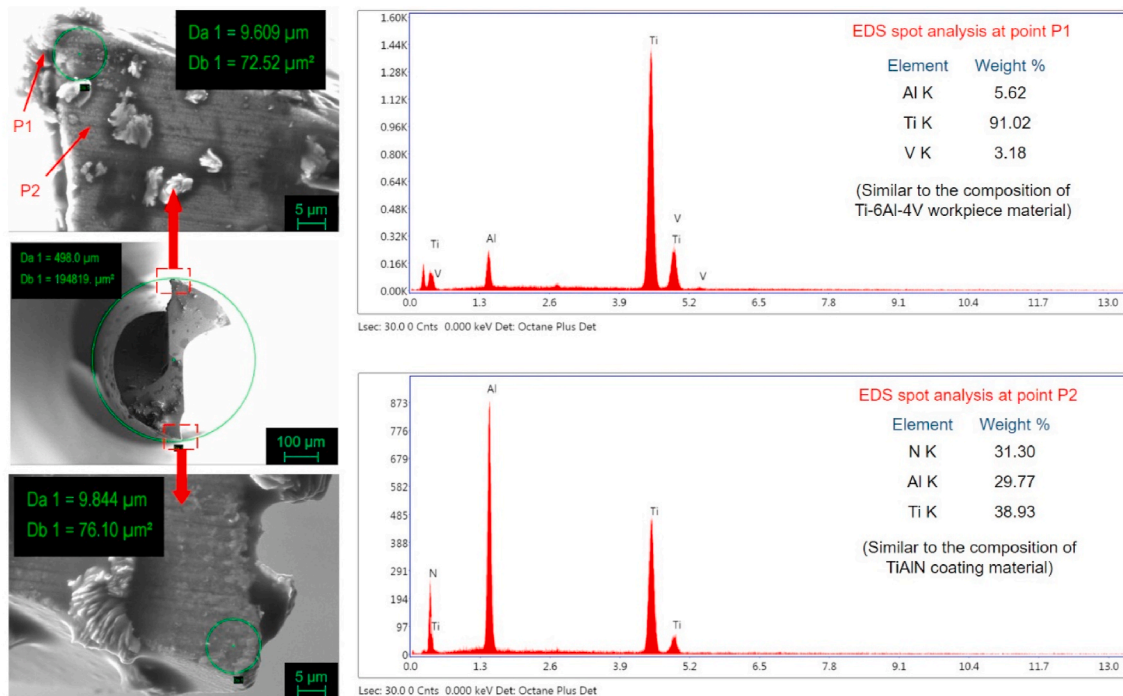 Da 1 = 9.609 µm
Db 1 = 72.52 µm²
P1
P2
5 µm
Da 1 = 498.0 µm
Db 1 = 194819. µm²
100 µm
Da 1 = 9.844 µm
Db 1 = 76.10 µm²
5 µm
EDS spot analysis at point P1
Element Weight %
Al K 5.62
Ti K 91.02
V K 3.18
(Similar to the composition of
Ti-6Al-4V workpiece material)
1.60K
1.44K
1.28K
1.12K
0.96K
0.80K
0.64K
0.48K
0.32K
0.16K
0.00K
Ti
V
Al
Ti
V
Ti
V
0.0 1.3 2.6 3.9 5.2 6.5 7.8 9.1 10.4 11.7 13.0
Lsec: 30.0 0 Cnts 0.000 keV Det: Octane Plus Det
EDS spot analysis at point P2
Element Weight %
N K 31.30
Al K 29.77
Ti K 38.93
(Similar to the composition of
TiAlN coating material)
873
776
679
582
485
388
291
194
97
0
N
Ti
Al
Ti
Ti
0.0 1.3 2.6 3.9 5.2 6.5 7.8 9.1 10.4 11.7 13.0
Lsec: 30.0 0 Cnts 0.000 keV Det: Octane Plus Det